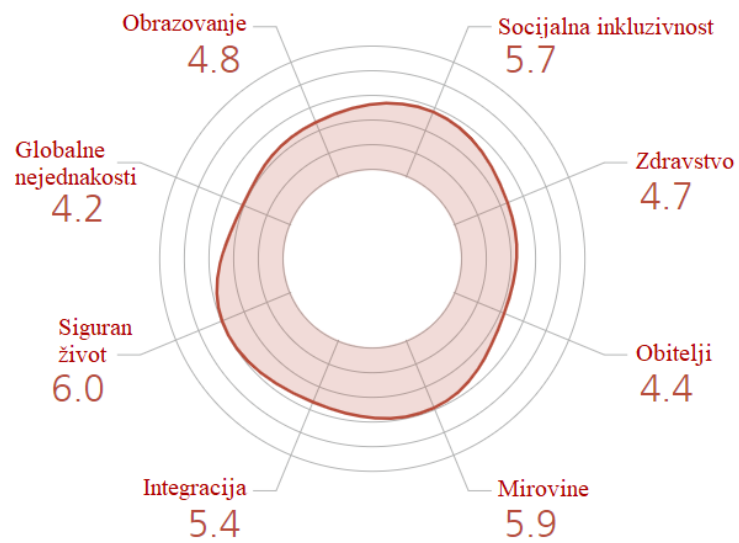 Obrazovanje
4.8
Socijalna inkluzivnost
5.7
Globalne
nejednakosti
4.2
Zdravstvo
4.7
Siguran
život
6.0
Obitelji
4.4
Integracija
5.4
Mirovine
5.9